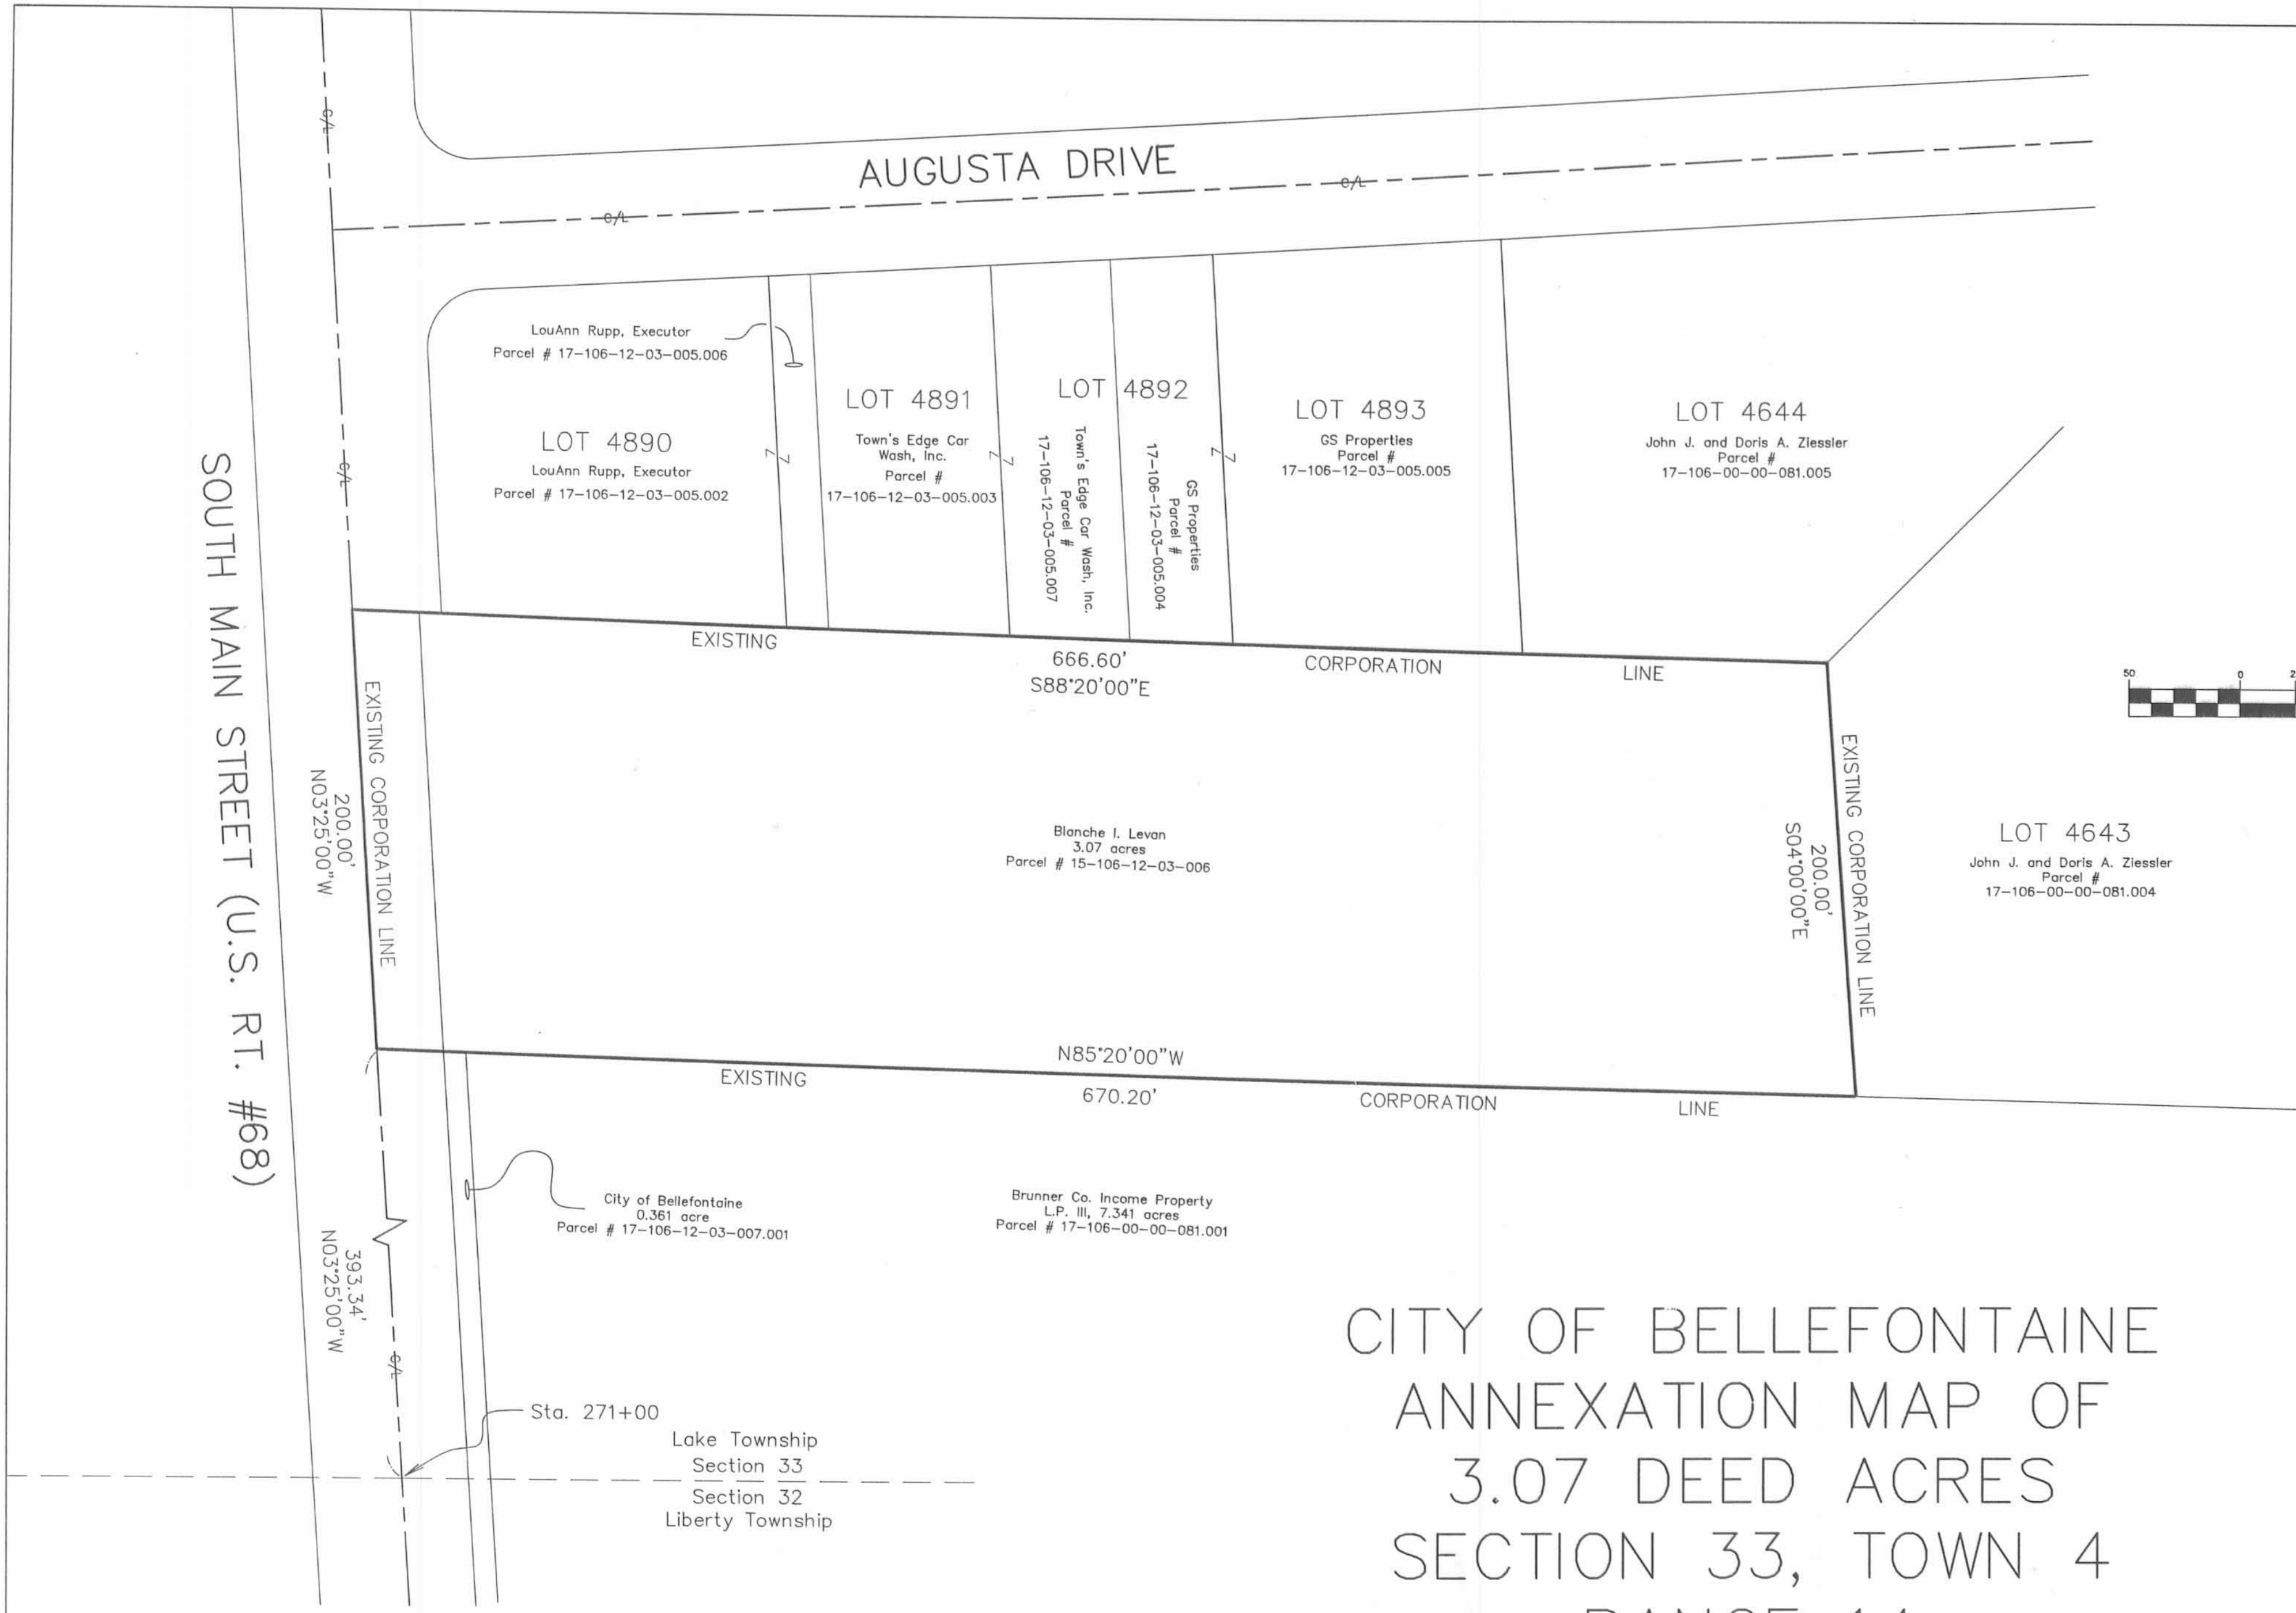 AUGUSTA DRIVE
C/L
C/L
C/L
C/L
LouAnn Rupp, Executor
Parcel # 17-106-12-03-005.006
LOT 4890
LouAnn Rupp, Executor
Parcel # 17-106-12-03-005.002
LOT 4891
Town's Edge Car
Wash, Inc.
Parcel #
17-106-12-03-005.003
LOT 4892
Town's Edge Car Wash, Inc.
Parcel #
17-106-12-03-005.007
GS Properties
Parcel #
17-106-12-03-005.004
LOT 4893
GS Properties
Parcel #
17-106-12-03-005.005
LOT 4644
John J. and Doris A. Ziessler
Parcel #
17-106-00-00-081.005
SOUTH MAIN STREET (U.S. RT. #68)
EXISTING CORPORATION LINE
666.60'
S88°20'00"E
EXISTING CORPORATION LINE
200.00'
N03°25'00"W
Blanche I. Levan
3.07 acres
Parcel # 15-106-12-03-006
EXISTING CORPORATION LINE
200.00'
S04°00'00"E
50 0 2
LOT 4643
John J. and Doris A. Ziessler
Parcel #
17-106-00-00-081.004
N85°20'00"W
EXISTING CORPORATION LINE
670.20'
City of Bellefontaine
0.361 acre
Parcel # 17-106-12-03-007.001
Brunner Co. Income Property
L.P. III, 7.341 acres
Parcel # 17-106-00-00-081.001
393.34'
N03°25'00"W
C/L
Sta. 271+00
Lake Township
Section 33
Section 32
Liberty Township
CITY OF BELLEFONTAINE
ANNEXATION MAP OF
3.07 DEED ACRES
SECTION 33, TOWN 4